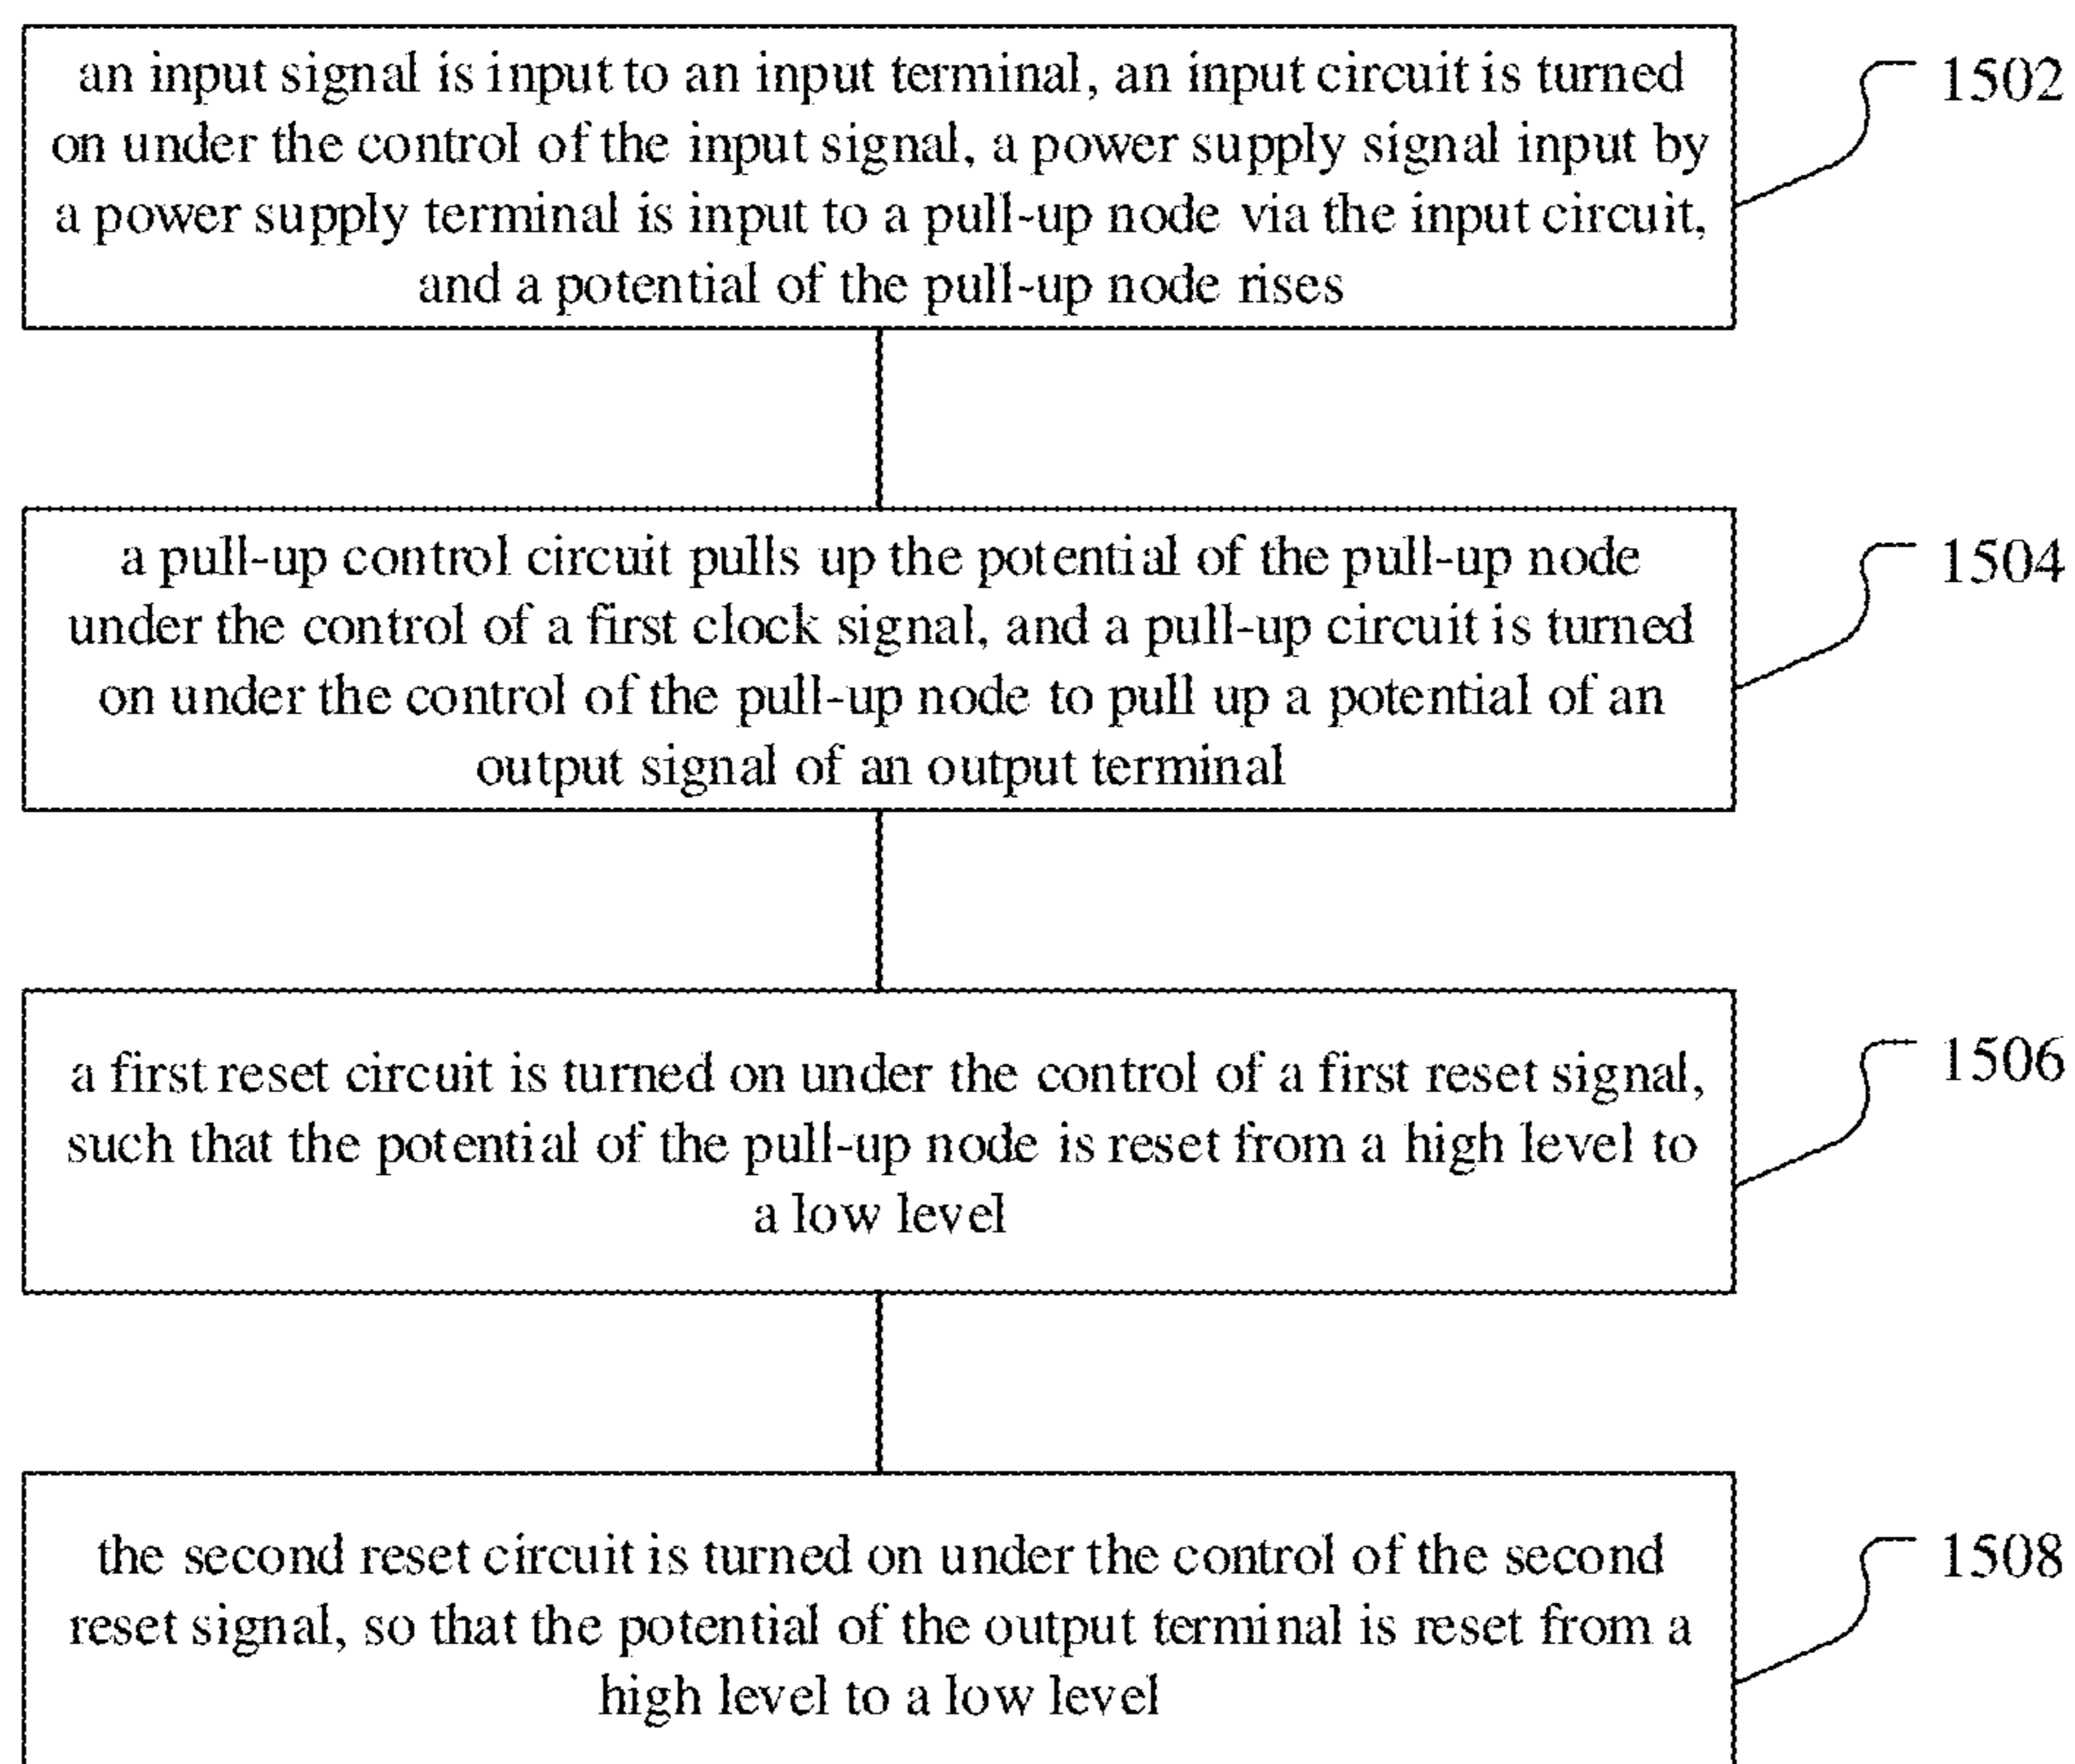 an input signal is input to an input terminal, an input circuit is turned
on under the control of the input signal, a power supply signal input by
a power supply terminal is input to a pull-up node via the input circuit,
and a potential of the pull-up node rises
1502
a pull-up control circuit pulls up the potential of the pull-up node
under the control of a first clock signal, and a pull-up circuit is turned
on under the control of the pull-up node to pull up a potential of an
output signal of an output terminal
1504
a first reset circuit is turned on under the control of a first reset signal,
such that the potential of the pull-up node is reset from a high level to
a low level
1506
the second reset circuit is turned on under the control of the second
reset signal, so that the potential of the output terminal is reset from a
high level to a low level
1508